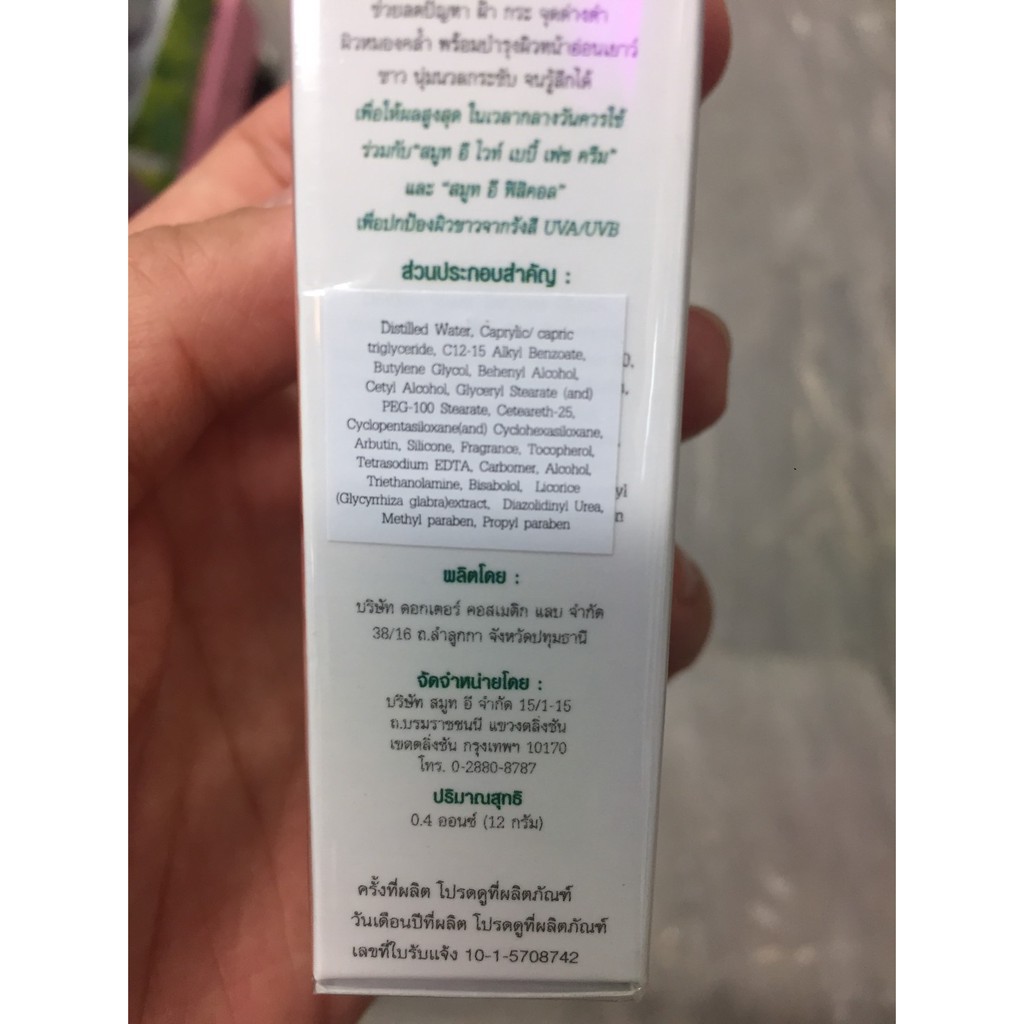 ช่วยลดปัญหา ฝ้า กระ จุดด่างดำ
ผิวหมองคล้ำ พร้อมบำรุงผิวหน้าอ่อนเยาว์
ขาว นุ่มนวลกระชับ จนรู้สึกได้
เพื่อให้ผลสูงสุด ในเวลากลางวันควรใช้
ร่วมกับ"สมูท อี ไวท์ เบบี้ เฟซ ครีม"
และ "สมูท อี ฟิสิคอล"
เพื่อปกป้องผิวขาวจากรังสี UVA/UVB
ส่วนประกอบสำคัญ :
Distilled Water, Caprylic/ capric
triglyceride, C12-15 Alkyl Benzoate,
Butylene Glycol, Behenyl Alcohol,
Cetyl Alcohol, Glyceryl Stearate (and)
PEG-100 Stearate, Ceteareth-25,
Cyclopentasiloxane(and) Cyclohexasiloxane,
Arbutin, Silicone, Fragrance, Tocopherol,
Tetrasodium EDTA, Carbomer, Alcohol,
Triethanolamine, Bisabolol, Licorice
(Glycyrrhiza glabra)extract, Diazolidinyl Urea,
Methyl paraben, Propyl paraben
ผลิตโดย :
บริษัท ดอกเตอร์ คอสเมติก แลบ จำกัด
38/16 ถ.ลำลูกกา จังหวัดปทุมธานี
จัดจำหน่ายโดย :
บริษัท สมูท อี จำกัด 15/1-15
ถ.บรมราชชนนี แขวงตลิ่งชัน
เขตตลิ่งชัน กรุงเทพฯ 10170
โทร. 0-2880-8787
ปริมาณสุทธิ
0.4 ออนซ์ (12 กรัม)
ครั้งที่ผลิต โปรดดูที่ผลิตภัณฑ์
วันเดือนปีที่ผลิต โปรดดูที่ผลิตภัณฑ์
เลขที่ใบรับแจ้ง 10-1-5708742